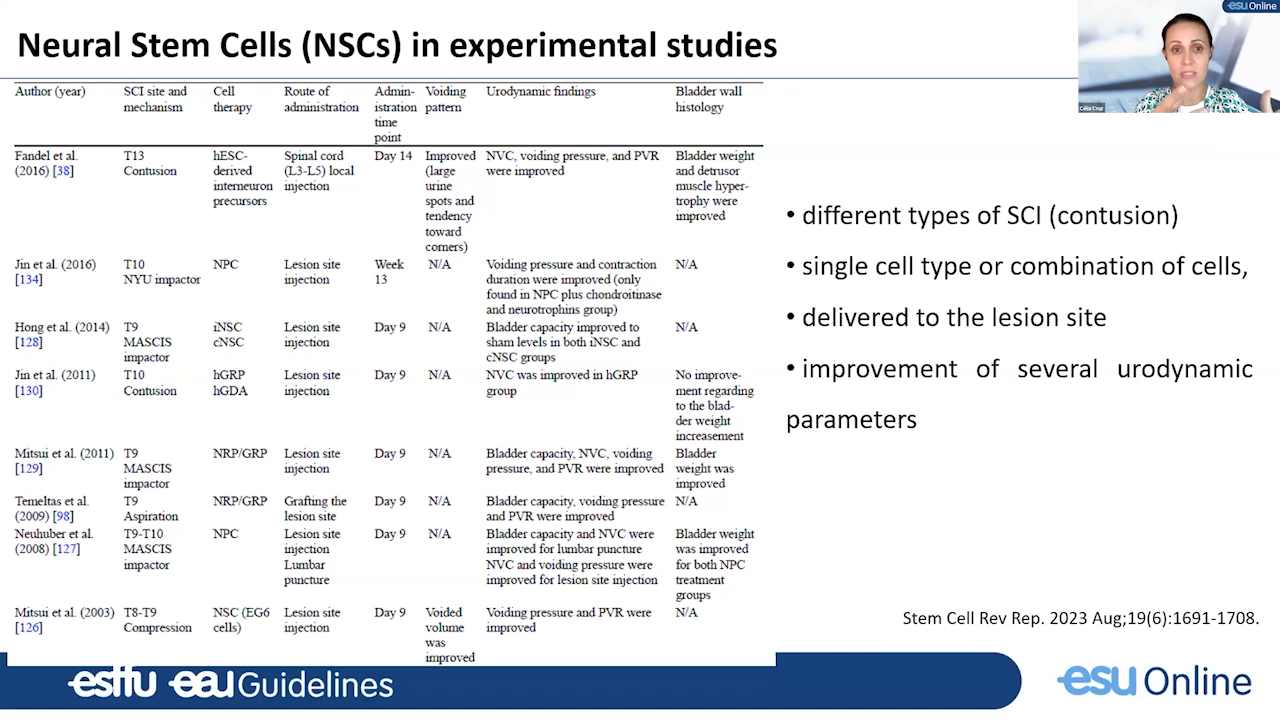 Neural Stem Cells (NSCs) in experimental studies
esu Online
Célia Cruz
Author (year) SCI site and mechanism Cell therapy Route of administration Admin-istration time point Voiding pattern Urodynamic findings Bladder wall histology
Fandel et al. (2016) [38] T13 Contusion hESC-derived interneuron precursors Spinal cord (L3-L5) local injection Day 14 Improved (large urine spots and tendency toward corners) NVC, voiding pressure, and PVR were improved Bladder weight and detrusor muscle hyper-trophy were improved
Jin et al. (2016) [134] T10 NYU impactor NPC Lesion site injection Week 13 N/A Voiding pressure and contraction duration were improved (only found in NPC plus chondroitinase and neurotrophins group) N/A
Hong et al. (2014) [128] T9 MASCIS impactor iNSC cNSC Lesion site injection Day 9 N/A Bladder capacity improved to sham levels in both iNSC and cNSC groups N/A
Jin et al. (2011) [130] T10 Contusion hGRP hGDA Lesion site injection Day 9 N/A NVC was improved in hGRP group No improve-ment regarding to the blad-der weight increasement
Mitsui et al. (2011) [129] T9 MASCIS impactor NRP/GRP Lesion site injection Day 9 N/A Bladder capacity, NVC, voiding pressure, and PVR were improved Bladder weight was improved
Temeltas et al. (2009) [98] T9 Aspiration NRP/GRP Grafting the lesion site Day 9 N/A Bladder capacity, voiding pressure and PVR were improved N/A
Neuhuber et al. (2008) [127] T9-T10 MASCIS impactor NPC Lesion site injection Lumbar puncture Day 9 N/A Bladder capacity and NVC were improved for lumbar puncture NVC and voiding pressure were improved for lesion site injection Bladder weight was improved for both NPC treatment groups
Mitsui et al. (2003) [126] T8-T9 Compression NSC (EG6 cells) Lesion site injection Day 9 Voided volume was improved Voiding pressure and PVR were improved N/A
• different types of SCI (contusion)
• single cell type or combination of cells,
• delivered to the lesion site
• improvement of several urodynamic
parameters
Stem Cell Rev Rep. 2023 Aug;19(6):1691-1708.
eau Guidelines
esu Online